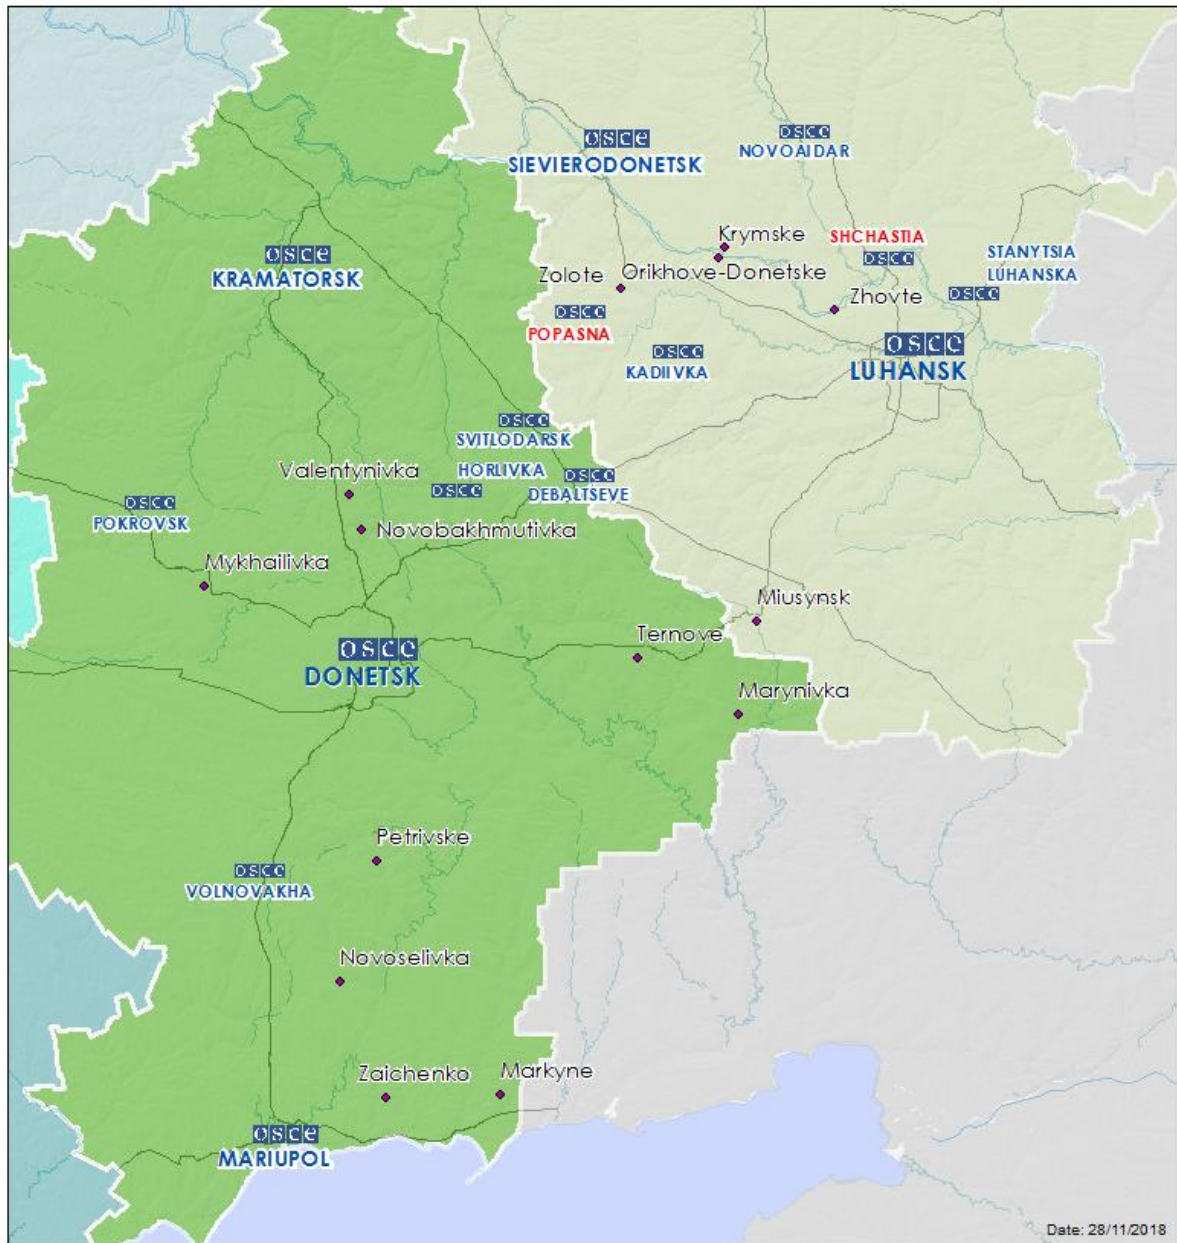 osce
SIEVIERODONETSK
osce
NOVOAIDAR
osce
KRAMATORSK
Krymske
SHCHASTIA
osce
STANYTSIA
LUHANSKA
osce
Zolote
Orikhove-Donetske
Zhovte
osce
POPASNA
osce
KADIIVKA
osce
LUHANSK
osce
SVITLODARSK
HORLIVKA
osce
osce
DEBALTSEVE
Valentynivka
osce
POKROVSK
Novobakhmutivka
Mykhailivka
Miusynsk
Ternove
osce
DONETSK
Marynivka
Petrivske
osce
VOLNOVAKHA
Novoselivka
Zaichenko
Markyne
osce
MARIUPOL
Date: 28/11/2018